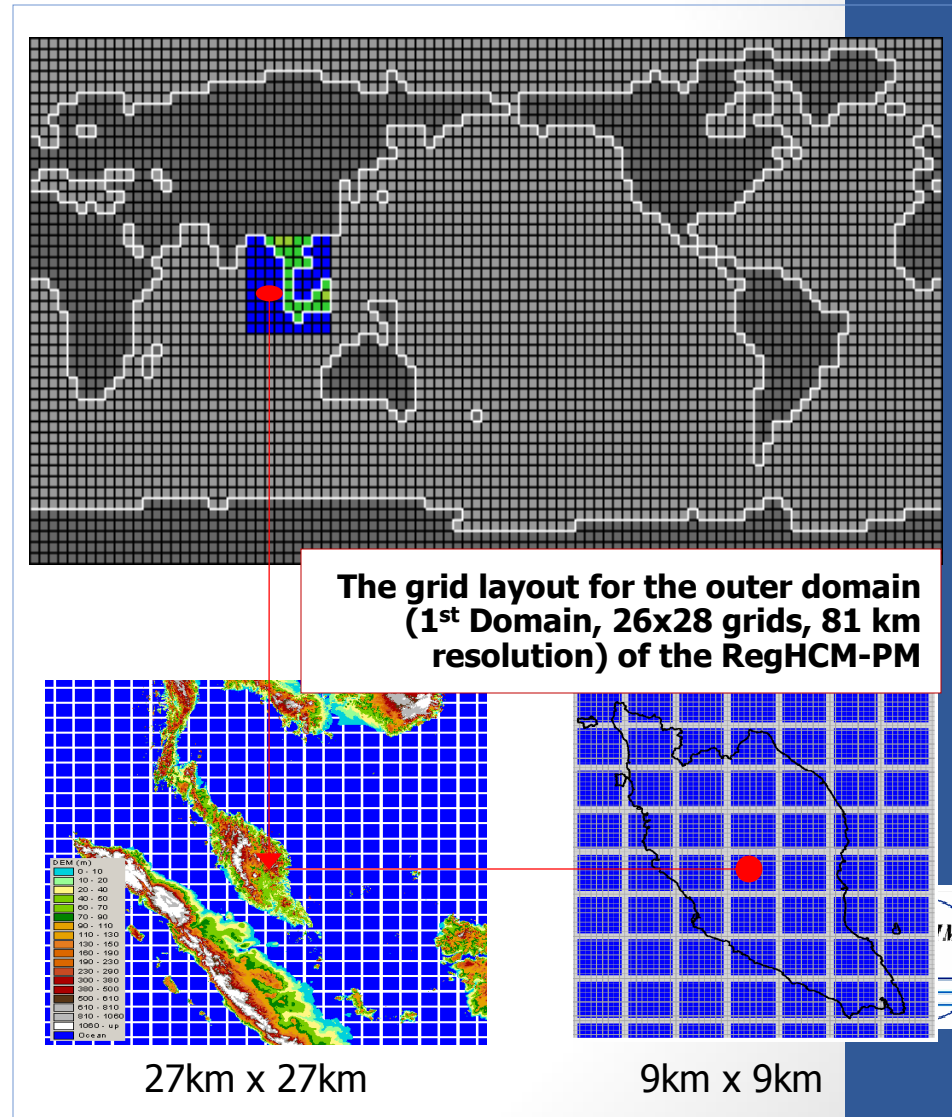 The grid layout for the outer domain
(1st Domain, 26x28 grids, 81 km
resolution) of the RegHCM-PM
DEM (m)
0 - 10
10 - 20
20 - 40
40 - 50
60 - 70
70 - 90
90 - 110
110 - 130
130 - 150
160 - 190
190 - 230
230 - 290
300 - 380
380 - 500
500 - 610
610 - 810
810 - 1060
1060 - up
Ocean
27km x 27km
9km x 9km